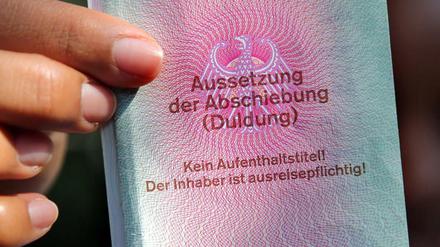 Aussetzung
der Abschiebung
(Duldung)
Kein Aufenthaltstitel!
Der Inhaber ist ausreisepflichtig!